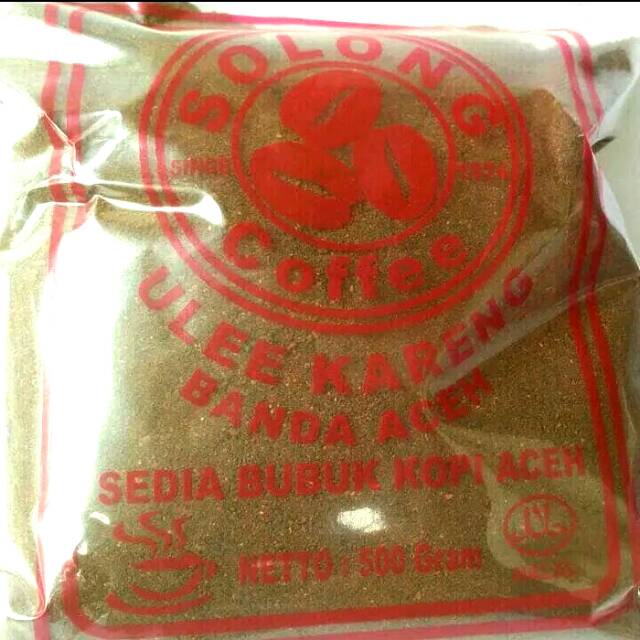 SOLONG
SINCE 1974
Coffee
ULEE KARENG
BANDA ACEH
SEDIA BUBUK KOPI ACEH
NETTO : 500 Gram